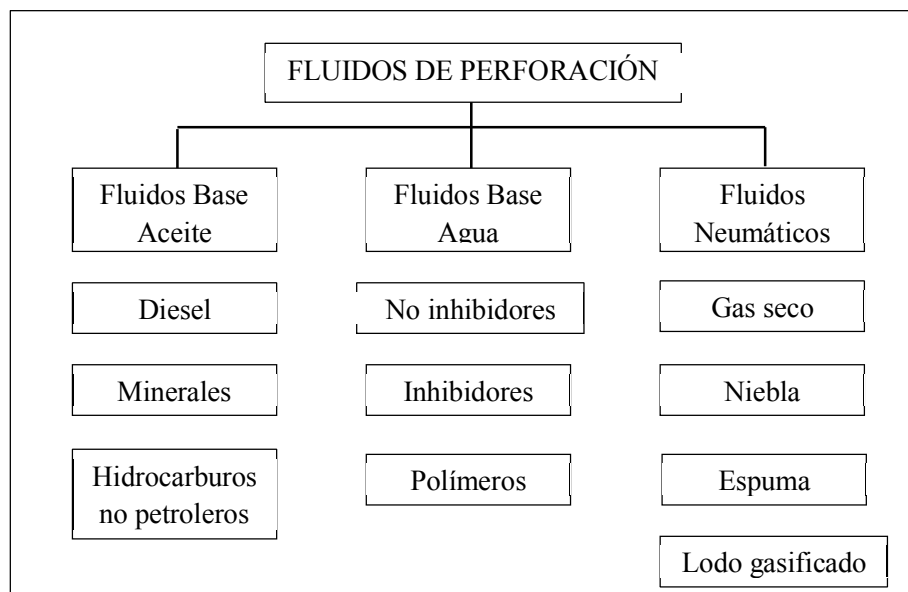 FLUIDOS DE PERFORACIÓN
Fluidos Base
Aceite
Diesel
Minerales
Hidrocarburos
no petroleros
Fluidos Base
Agua
No inhibidores
Inhibidores
Polímeros
Fluidos
Neumáticos
Gas seco
Niebla
Espuma
Lodo gasificado